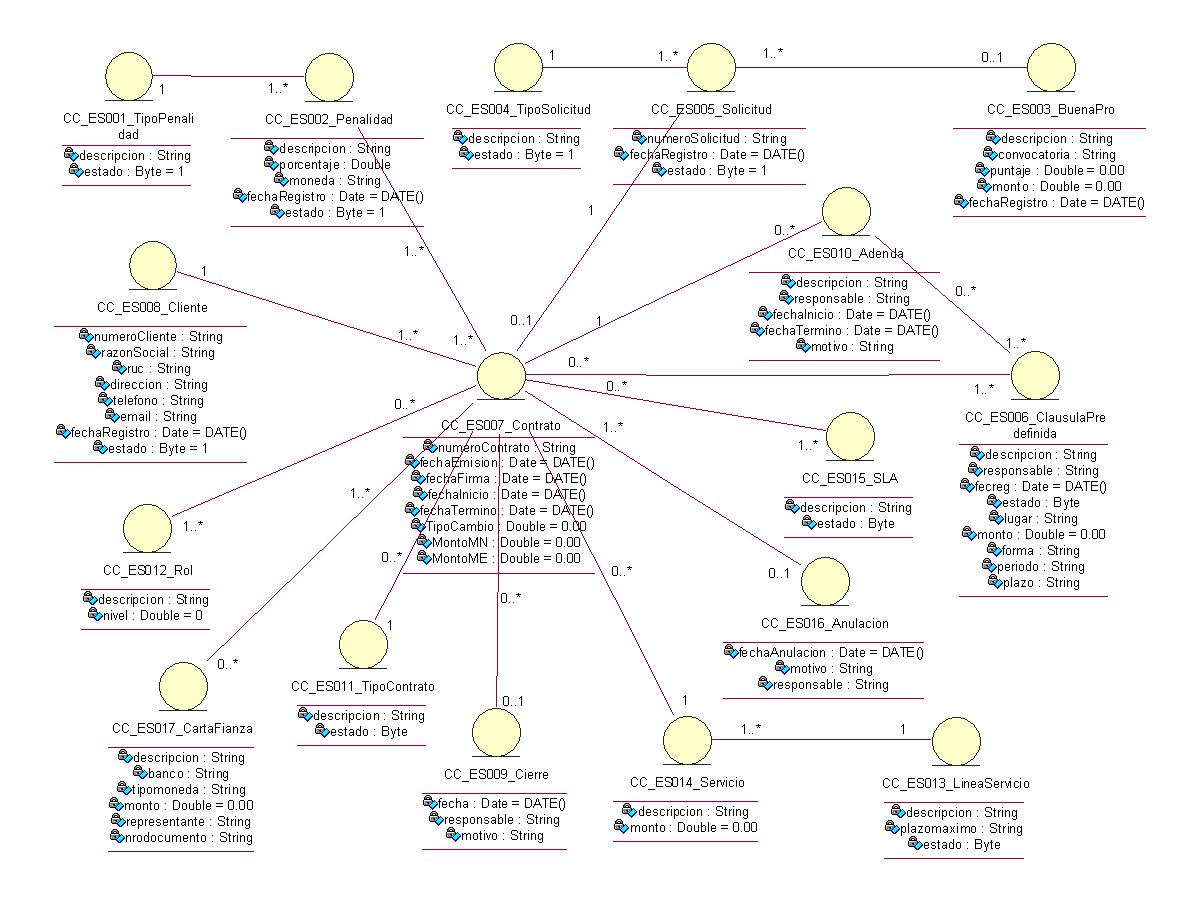 1
1..*
CC_ES001_TipoPenali
dad
descripcion : String
estado : Byte = 1
CC_ES002_Penalidad
descripcion : String
porcentaje : Double
moneda : String
fechaRegistro : Date = DATE()
estado : Byte = 1
1
1..*
1..*
0..1
CC_ES004_TipoSolicitud
descripcion : String
estado : Byte = 1
CC_ES005_Solicitud
numeroSolicitud : String
fechaRegistro : Date = DATE()
estado : Byte = 1
CC_ES003_BuenaPro
descripcion : String
convocatoria : String
puntaje : Double = 0.00
monto : Double = 0.00
fechaRegistro : Date = DATE()
1..*
1
0..*
CC_ES010_Adenda
descripcion : String
responsable : String
fechaInicio : Date = DATE()
fechaTermino : Date = DATE()
motivo : String
0..*
1..*
1
CC_ES008_Cliente
numeroCliente : String
razonSocial : String
ruc : String
direccion : String
telefono : String
email : String
fechaRegistro : Date = DATE()
estado : Byte = 1
1..*
1..*
0..1
1
0..*
1..*
0..*
0..*
1..*
CC_ES007_Contrato
numeroContrato : String
fechaEmision : Date = DATE()
fechaFirma : Date = DATE()
fechaInicio : Date = DATE()
fechaTermino : Date = DATE()
TipoCambio : Double = 0.00
MontoMN : Double = 0.00
MontoME : Double = 0.00
1..*
CC_ES015_SLA
descripcion : String
estado : Byte
CC_ES006_ClausulaPre
definida
descripcion : String
responsable : String
fecreg : Date = DATE()
estado : Byte
lugar : String
monto : Double = 0.00
forma : String
periodo : String
plazo : String
1..*
1..*
CC_ES012_Rol
descripcion : String
nivel : Double = 0
0..*
0..*
0..*
0..1
CC_ES016_Anulacion
fechaAnulacion : Date = DATE()
motivo : String
responsable : String
0..*
CC_ES017_CartaFianza
descripcion : String
banco : String
tipomoneda : String
monto : Double = 0.00
representante : String
nrodocumento : String
1
CC_ES011_TipoContrato
descripcion : String
estado : Byte
0..1
CC_ES009_Cierre
fecha : Date = DATE()
responsable : String
motivo : String
1
1..*
1
CC_ES014_Servicio
descripcion : String
monto : Double = 0.00
CC_ES013_LineaServicio
descripcion : String
plazomaximo : String
estado : Byte